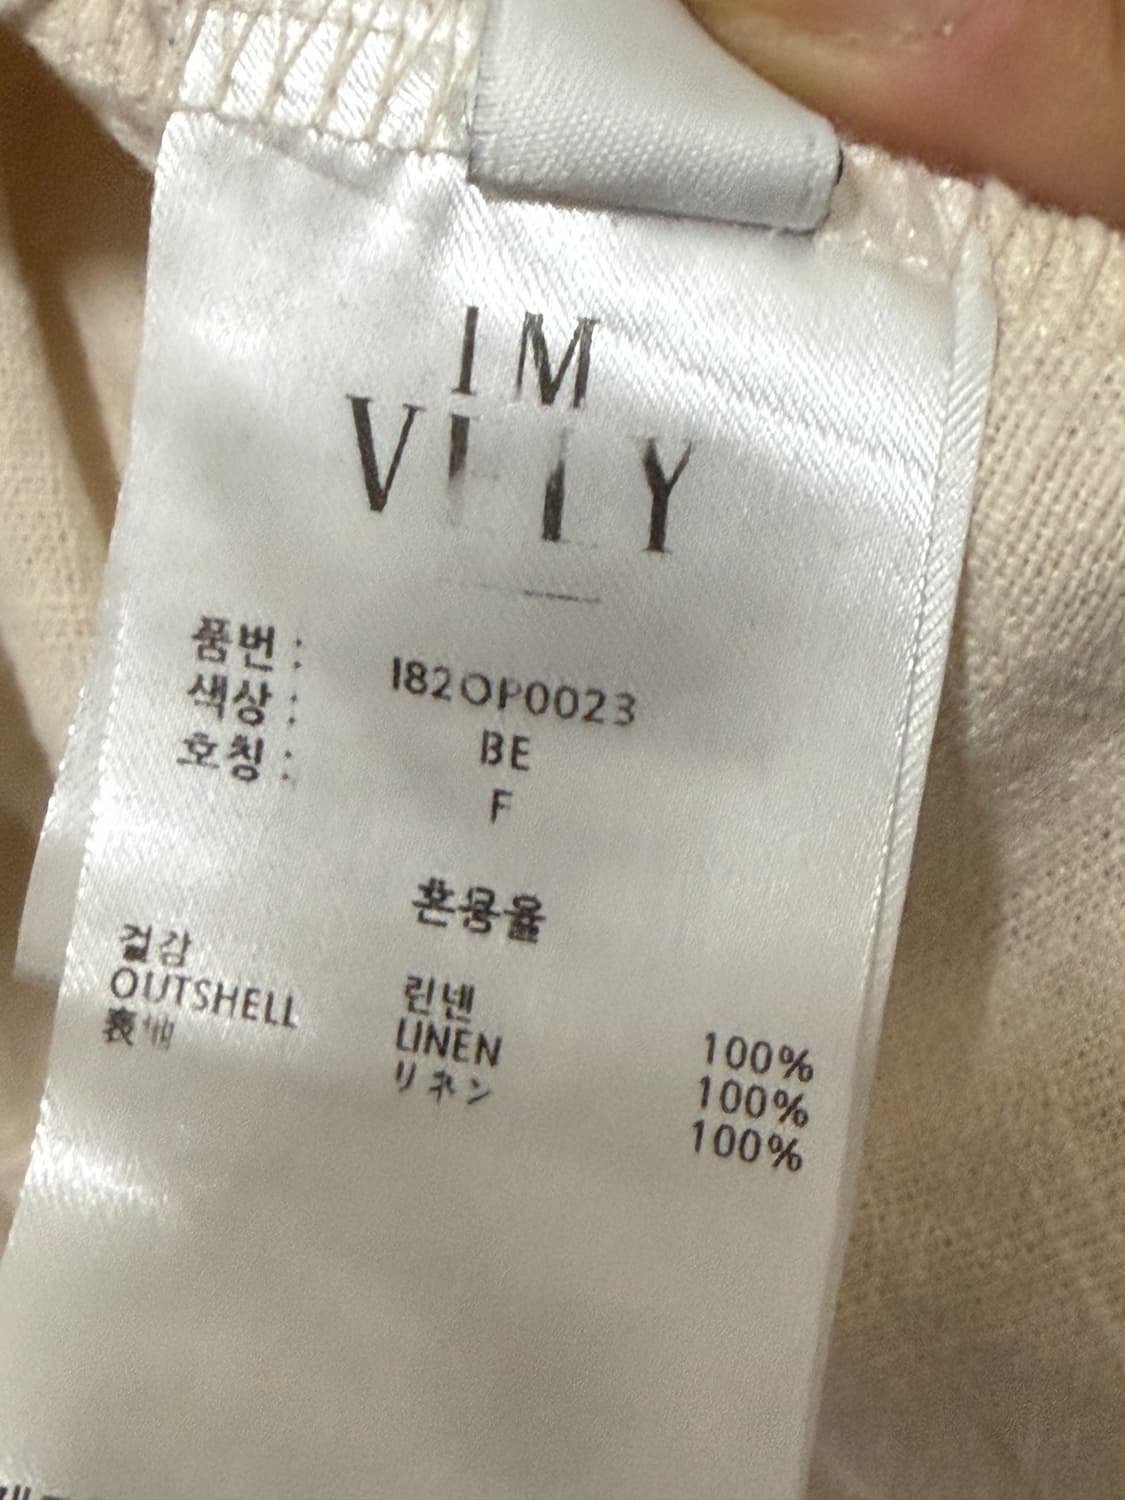 IM
VELY
품번 : I82OP0023
색상 : BE
호칭 : F
혼용율
겉감 린넨 100%
OUTSHELL LINEN 100%
表地 リネン 100%